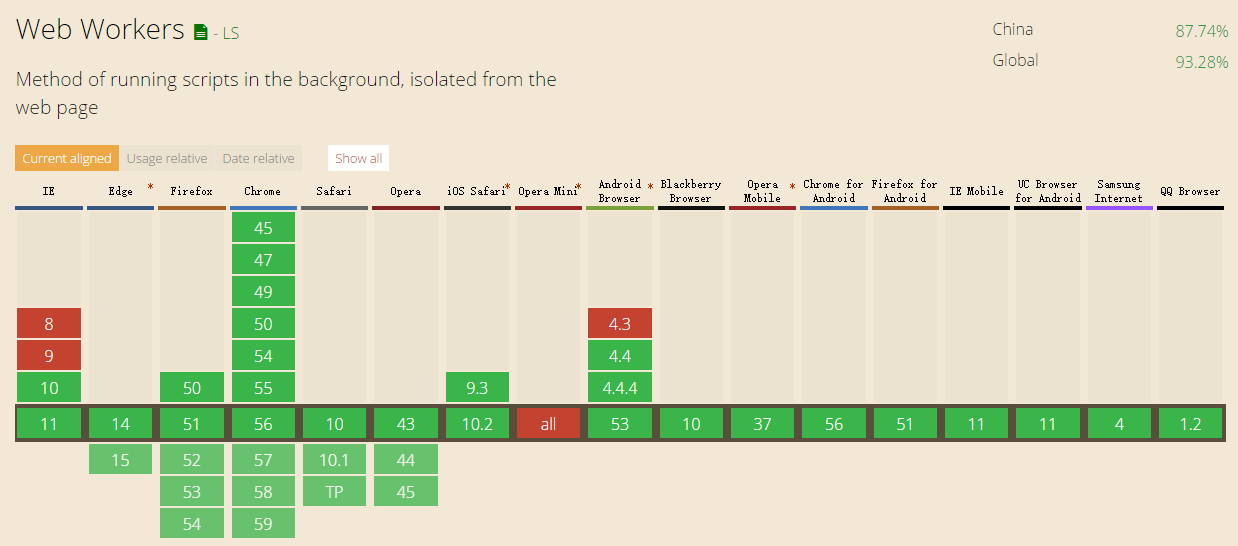 Web Workers - LS
China 87.74%
Global 93.28%
Method of running scripts in the background, isolated from the
web page
Current aligned Usage relative Date relative Show all
IE Edge * Firefox Chrome Safari Opera iOS Safari* Opera Mini* Android Browser * Blackberry Browser Opera Mobile * Chrome for Android Firefox for Android IE Mobile UC Browser for Android Samsung Internet QQ Browser
45
47
49
8 50 4.3
9 54 4.4
10 50 55 9.3 4.4.4
11 14 51 56 10 43 10.2 all 53 10 37 56 51 11 11 4 1.2
15 52 57 10.1 44
53 58 TP 45
54 59